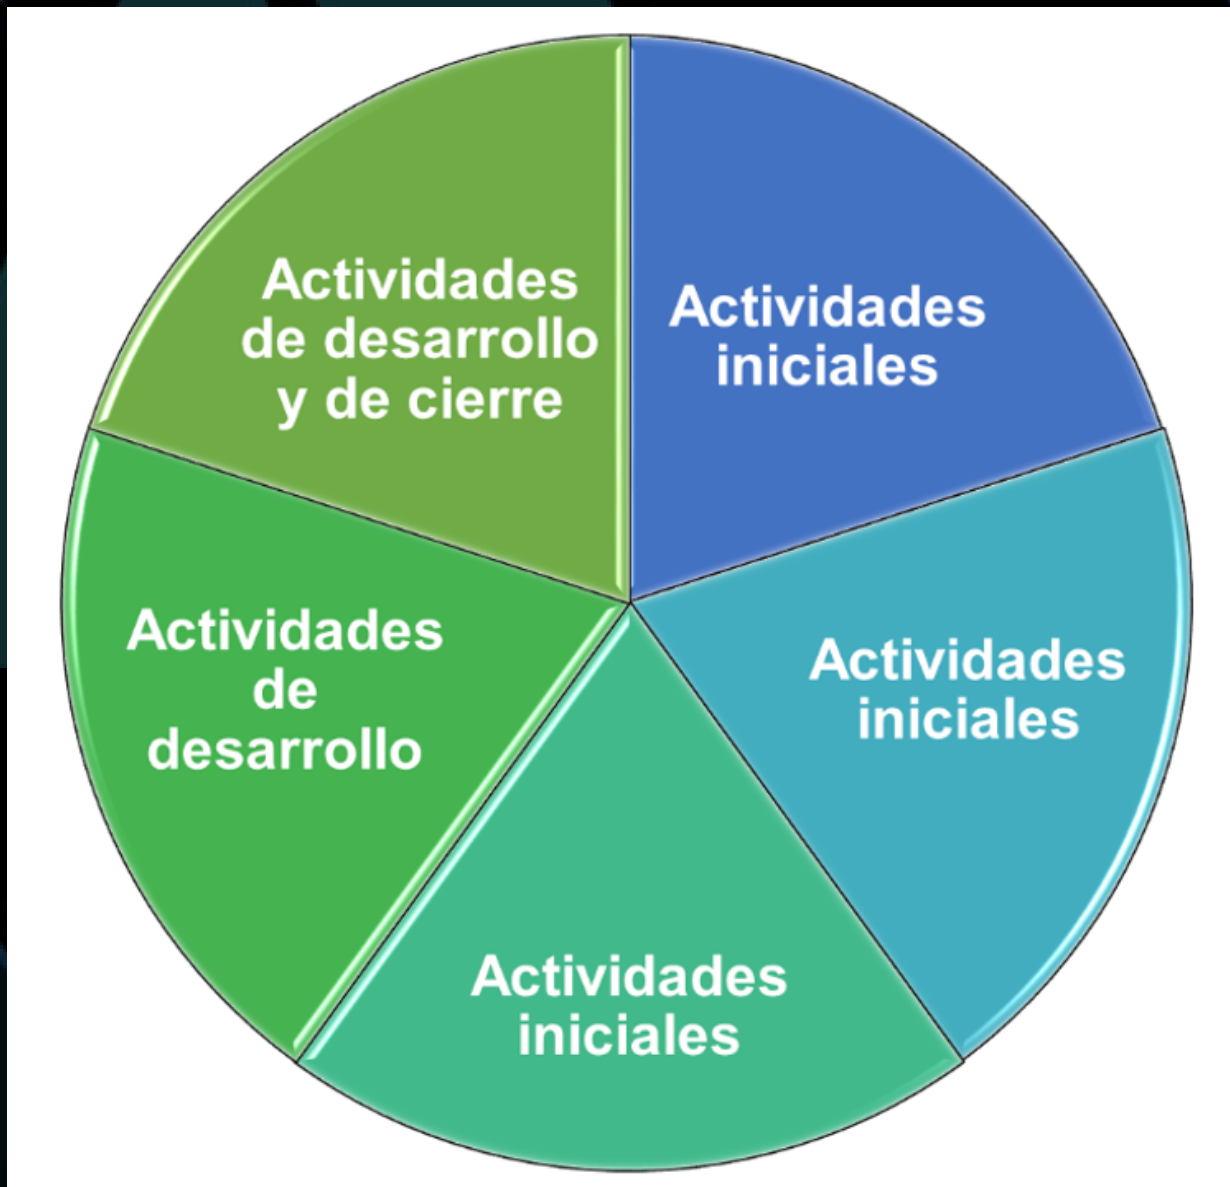 Actividades
iniciales
Actividades
iniciales
Actividades
iniciales
Actividades
de
desarrollo
Actividades
de desarrollo
y de cierre